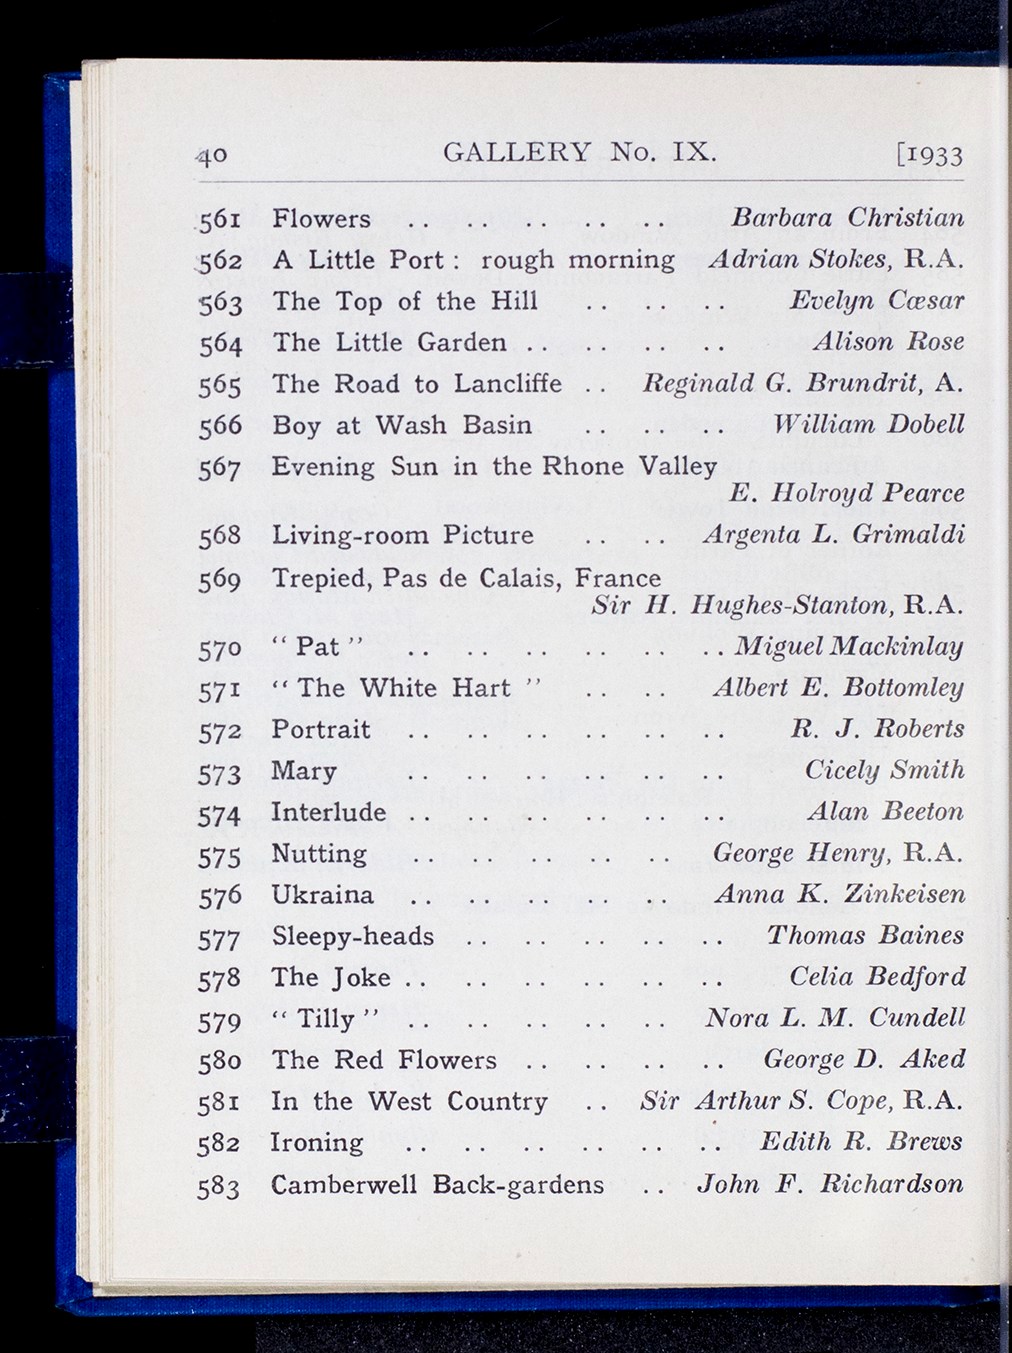 40 GALLERY No. IX. [1933
561 Flowers .. .. .. .. .. Barbara Christian
562 A Little Port : rough morning Adrian Stokes, R.A.
563 The Top of the Hill .. .. .. Evelyn Cæsar
564 The Little Garden .. .. .. .. Alison Rose
565 The Road to Lancliffe .. Reginald G. Brundrit, A.
566 Boy at Wash Basin .. .. .. William Dobell
567 Evening Sun in the Rhone Valley
E. Holroyd Pearce
568 Living-room Picture .. .. Argenta L. Grimaldi
569 Trepied, Pas de Calais, France
Sir H. Hughes-Stanton, R.A.
570 “ Pat ” .. .. .. .. .. .. Miguel Mackinlay
571 “ The White Hart ” .. .. Albert E. Bottomley
572 Portrait .. .. .. .. .. .. R. J. Roberts
573 Mary .. .. .. .. .. .. Cicely Smith
574 Interlude .. .. .. .. .. .. Alan Beeton
575 Nutting .. .. .. .. .. George Henry, R.A.
576 Ukraina .. .. .. .. .. Anna K. Zinkeisen
577 Sleepy-heads .. .. .. .. .. Thomas Baines
578 The Joke .. .. .. .. .. .. Celia Bedford
579 “ Tilly ” .. .. .. .. .. Nora L. M. Cundell
580 The Red Flowers .. .. .. .. George D. Aked
581 In the West Country .. Sir Arthur S. Cope, R.A.
582 Ironing .. .. .. .. .. .. Edith R. Brews
583 Camberwell Back-gardens .. John F. Richardson